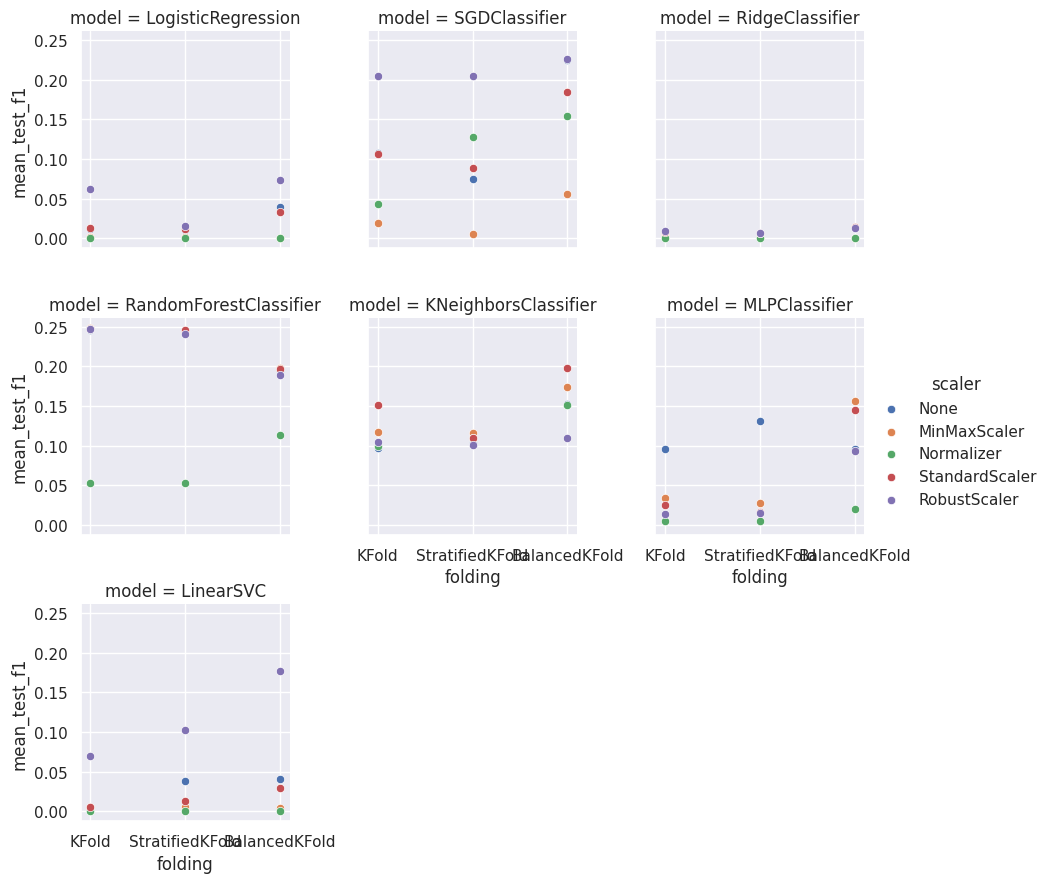 model = LogisticRegression
model = SGDClassifier
model = RidgeClassifier
0.25
0.20
0.15
0.10
0.05
0.00
mean_test_f1
model = RandomForestClassifier
model = KNeighborsClassifier
model = MLPClassifier
0.25
0.20
0.15
0.10
0.05
0.00
mean_test_f1
KFold
StratifiedKFold
BalancedKFold
folding
KFold
StratifiedKFold
BalancedKFold
folding
scaler
None
MinMaxScaler
Normalizer
StandardScaler
RobustScaler
model = LinearSVC
0.25
0.20
0.15
0.10
0.05
0.00
mean_test_f1
KFold
StratifiedKFold
BalancedKFold
folding